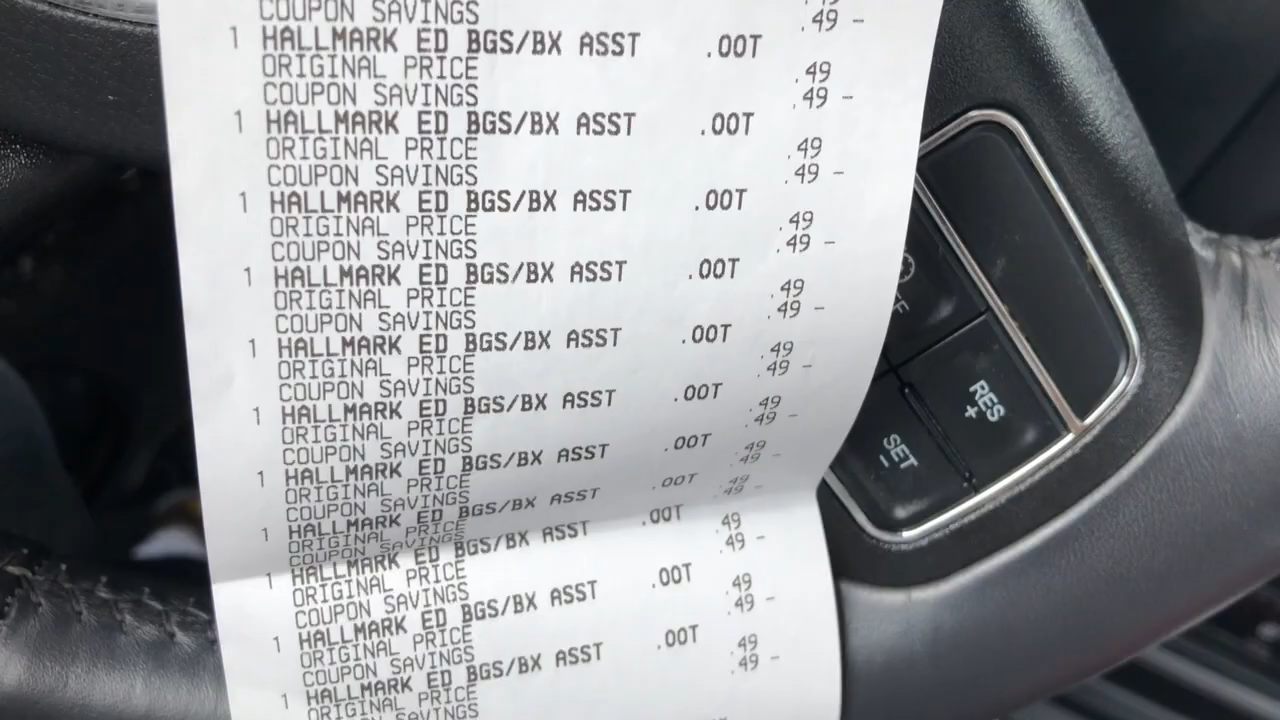 COUPON SAVINGS .49 -
1 HALLMARK ED BGS/BX ASST .00T
ORIGINAL PRICE .49
COUPON SAVINGS .49 -
1 HALLMARK ED BGS/BX ASST .00T
ORIGINAL PRICE .49
COUPON SAVINGS .49 -
1 HALLMARK ED BGS/BX ASST .00T
ORIGINAL PRICE .49
COUPON SAVINGS .49 -
1 HALLMARK ED BGS/BX ASST .00T
ORIGINAL PRICE .49
COUPON SAVINGS .49 -
1 HALLMARK ED BGS/BX ASST .00T
ORIGINAL PRICE .49
COUPON SAVINGS .49 -
1 HALLMARK ED BGS/BX ASST .00T
ORIGINAL PRICE .49
COUPON SAVINGS .49 -
1 HALLMARK ED BGS/BX ASST .00T
ORIGINAL PRICE .49
COUPON SAVINGS .49 -
1 HALLMARK ED BGS/BX ASST .00T
ORIGINAL PRICE .49
COUPON SAVINGS .49 -
1 HALLMARK ED BGS/BX ASST .00T
ORIGINAL PRICE .49
COUPON SAVINGS .49 -
1 HALLMARK ED BGS/BX ASST .00T
ORIGINAL PRICE .49
COUPON SAVINGS .49 -
1 HALLMARK ED BGS/BX ASST .00T
ORIGINAL PRICE .49
COUPON SAVINGS .49 -
RES
+
SET
-